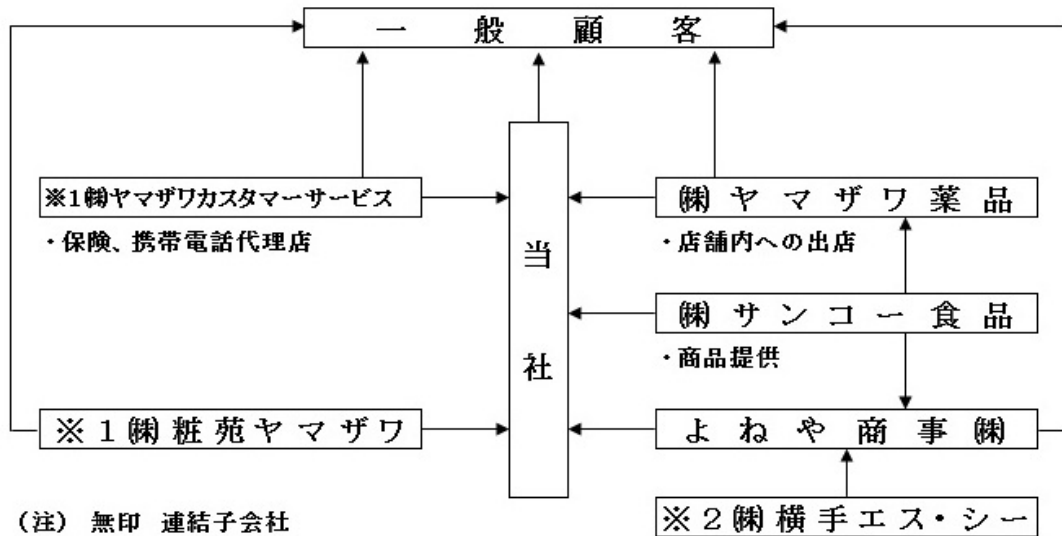 一般顧客
※1㈱ヤマザワカスタマーサービス
・保険、携帯電話代理店
※1㈱粧苑ヤマザワ
当社
㈱ヤマザワ薬品
・店舗内への出店
㈱サンコー食品
・商品提供
よねや商事㈱
※2㈱横手エス・シー
（注） 無印 連結子会社